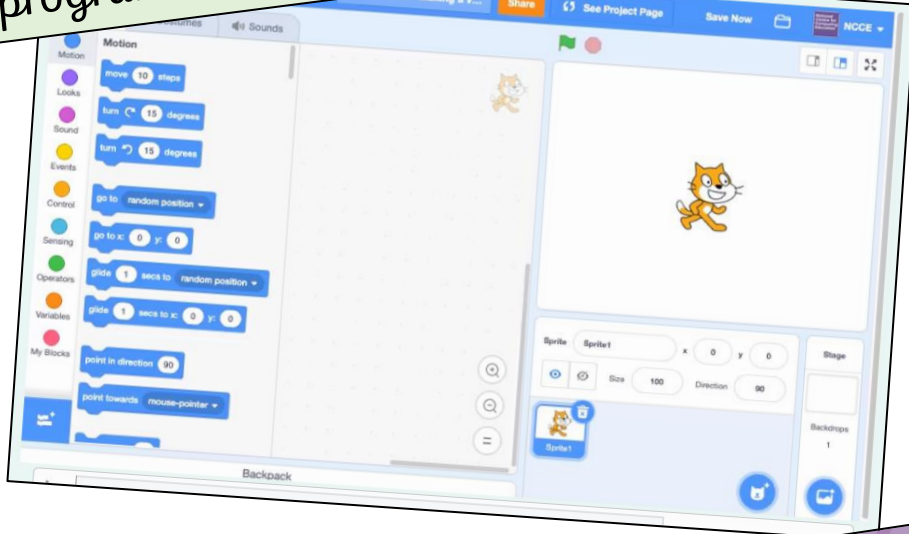 program
Sounds
Share
See Project Page
Save Now
NCCE
Motion
Motion
Looks
Sound
Events
Control
Sensing
Operators
Variables
My Blocks
move 10 steps
turn 15 degrees
turn 15 degrees
go to random position
go to x: 0 y: 0
glide 1 secs to random position
glide 1 secs to x: 0 y: 0
point in direction 90
point towards mouse-pointer
Backpack
Sprite Sprite1 x 0 y 0
Size 100 Direction 90
Sprite1
Stage
Backdrops
1